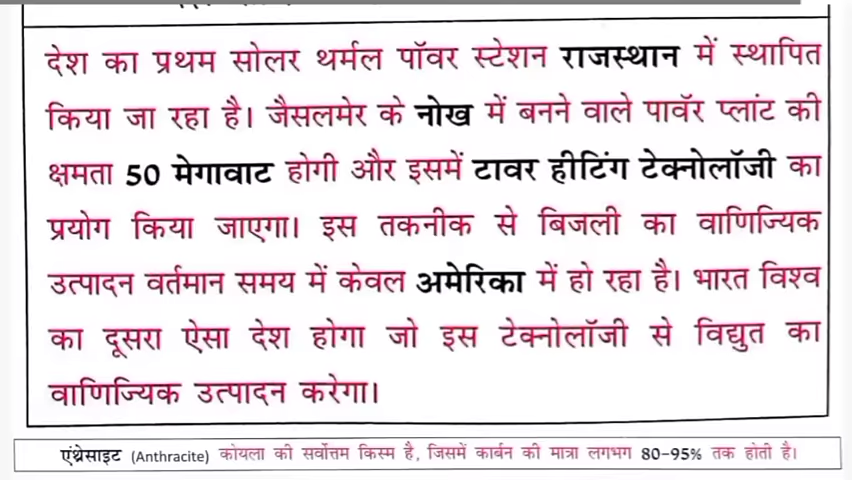 देश का प्रथम सोलर थर्मल पॉवर स्टेशन राजस्थान में स्थापित
किया जा रहा है। जैसलमेर के नोख में बनने वाले पावॅर प्लांट की
क्षमता 50 मेगावाट होगी और इसमें टावर हीटिंग टेक्नोलॉजी का
प्रयोग किया जाएगा। इस तकनीक से बिजली का वाणिज्यिक
उत्पादन वर्तमान समय में केवल अमेरिका में हो रहा है। भारत विश्व
का दूसरा ऐसा देश होगा जो इस टेक्नोलॉजी से विद्युत का
वाणिज्यिक उत्पादन करेगा।
एंथ्रेसाइट (Anthracite) कोयला की सर्वोत्तम किस्म है, जिसमें कार्बन की मात्रा लगभग 80-95% तक होती है।